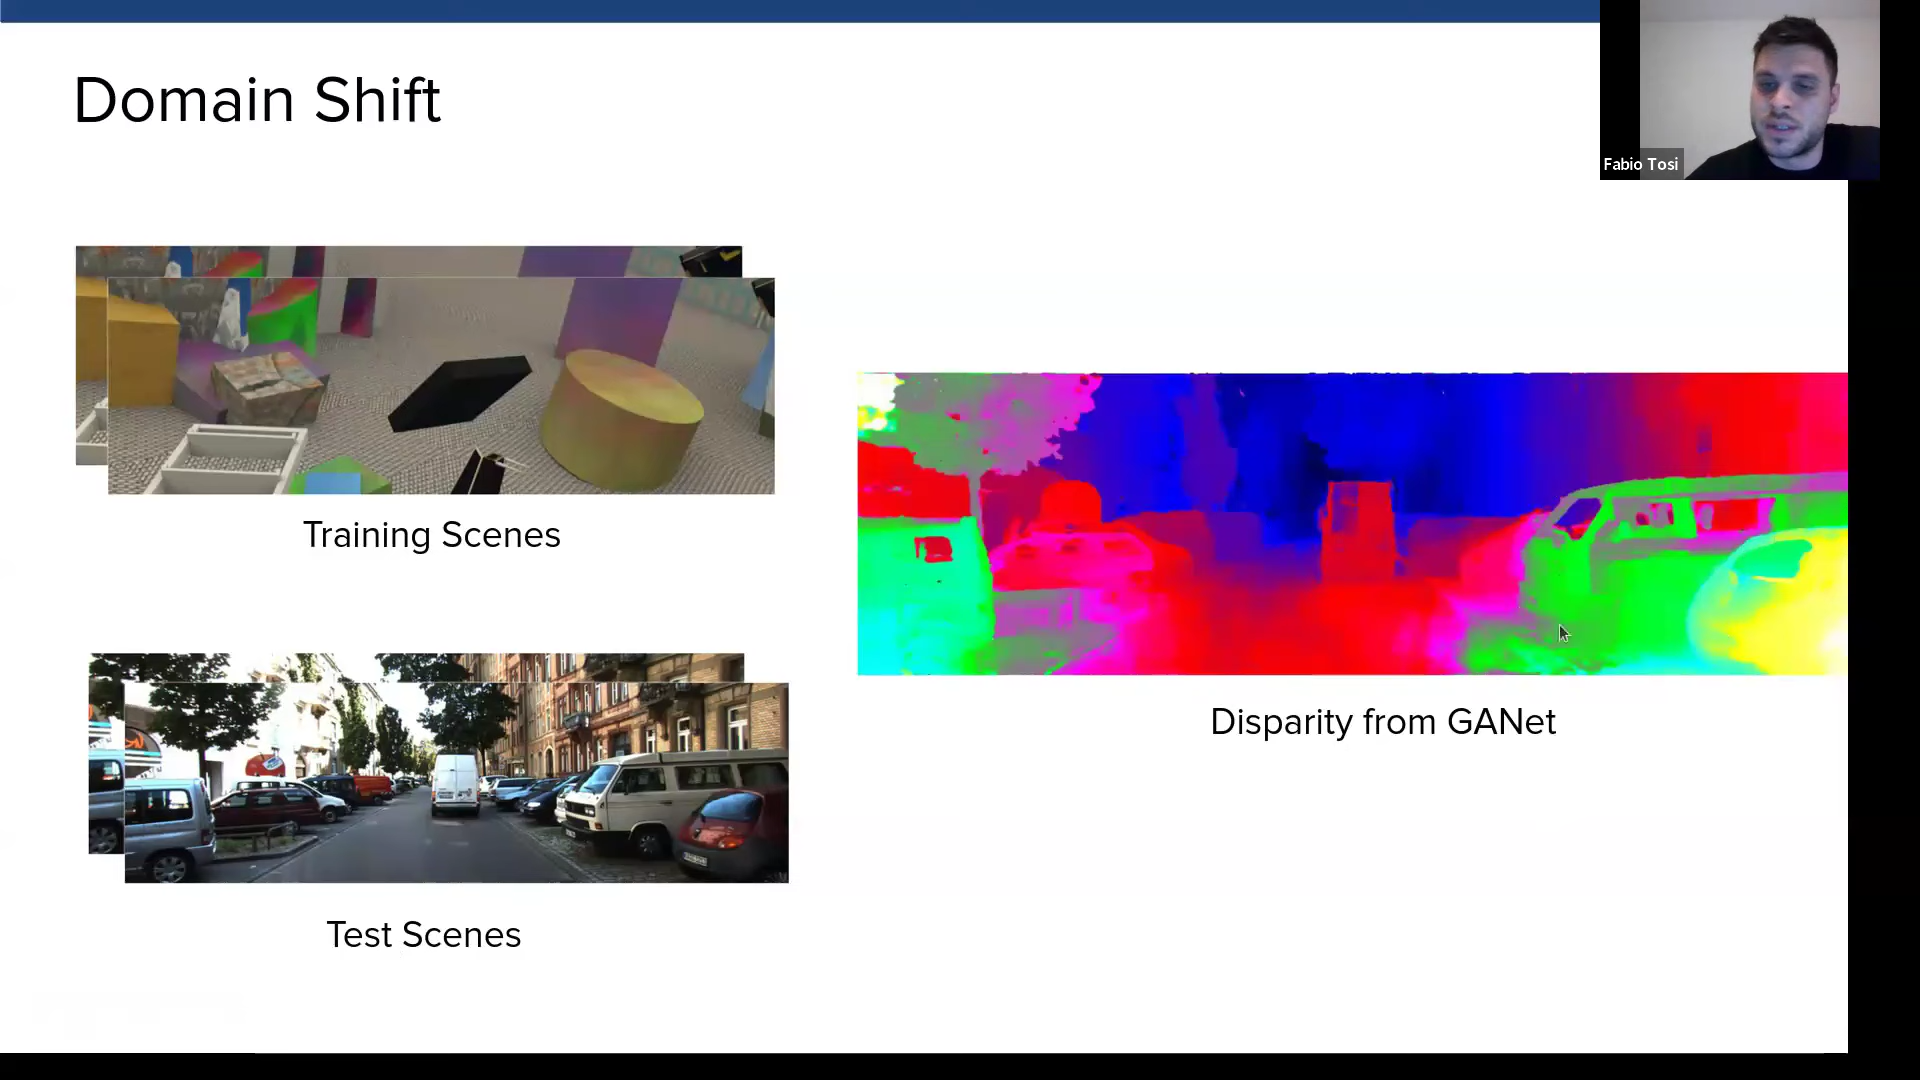 Domain Shift
Fabio Tosi
Training Scenes
Disparity from GANet
Test Scenes